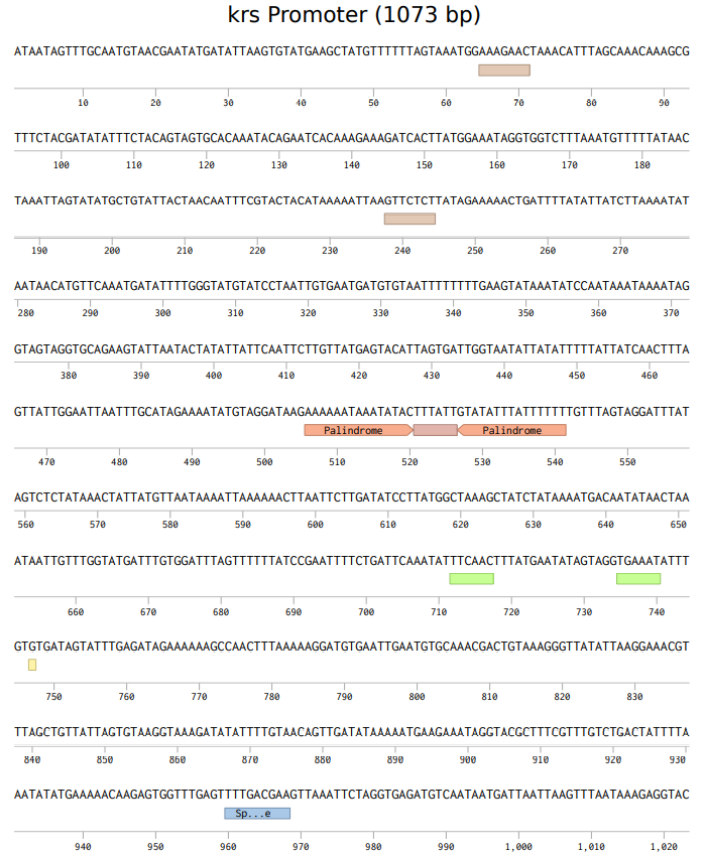 krs Promoter (1073 bp)
ATAATAGTTTGCAATGTAACGAATATGATATTAAGTGTATGAAGCTATGTTTTTTAGTAAATGGAAAGAACTAAACATTTAGCAAACAAAGCG
10 20 30 40 50 60 70 80 90
TTTCTACGATATATTTCTACAGTAGTGCACAAATACAGAATCACAAAGAAAGATCACTTATGGAAATAGGTGGTCTTTAAATGTTTTTATAAC
100 110 120 130 140 150 160 170 180
TAAATTAGTATATGCTGTATTACTAACAATTTCGTACTACATAAAAATTAAGTTCTCTTATAGAAAAACTGATTTTATATTATCTTAAAATAT
190 200 210 220 230 240 250 260 270
AATAACATGTTCAAATGATATTTTGGGTATGTATCCTAATTGTGAATGATGTGTAATTTTTTTTGAAGTATAAATATCCAATAAATAAAATAG
280 290 300 310 320 330 340 350 360 370
GTAGTAGGTGCAGAAGTATTAATACTATATTATTCAATTCTTGTTATGAGTACATTAGTGATTGGTAATATTATATTTTTATTATCAACTTTA
380 390 400 410 420 430 440 450 460
GTTATTGGAATTAATTTGCATAGAAAATATGTAGGATAAGAAAAAATAAATATACTTTATTGTATATTTATTTTTTTGTTTAGTAGGATTTAT
Palindrome Palindrome
470 480 490 500 510 520 530 540 550
AGTCTCTATAAACTATTATGTTAATAAAATTAAAAAACTTAATTCTTGATATCCTTATGGCTAAAGCTATCTATAAAATGACAATATAACTAA
560 570 580 590 600 610 620 630 640 650
ATAATTGTTTGGTATGATTTGTGGATTTAGTTTTTTATCCGAATTTTCTGATTCAAATATTTCAACTTTATGAATATAGTAGGTGAAATATTT
660 670 680 690 700 710 720 730 740
GTGTGATAGTATTTGAGATAGAAAAAAGCCAACTTTAAAAAGGATGTGAATTGAATGTGCAAACGACTGTAAAGGGTTATATTAAGGAAACGT
750 760 770 780 790 800 810 820 830
TTAGCTGTTATTAGTGTAAGGTAAAGATATATTTTGTAACAGTTGATATAAAAATGAAGAAATAGGTACGCTTTCGTTTGTCTGACTATTTTA
840 850 860 870 880 890 900 910 920 930
AATATATGAAAAACAAGAGTGGTTTGAGTTTTGACGAAGTTAAATTCTAGGTGAGATGTCAATAATGATTAATTAAGTTTAATAAAGAGGTAC
Sp...e
940 950 960 970 980 990 1,000 1,010 1,020